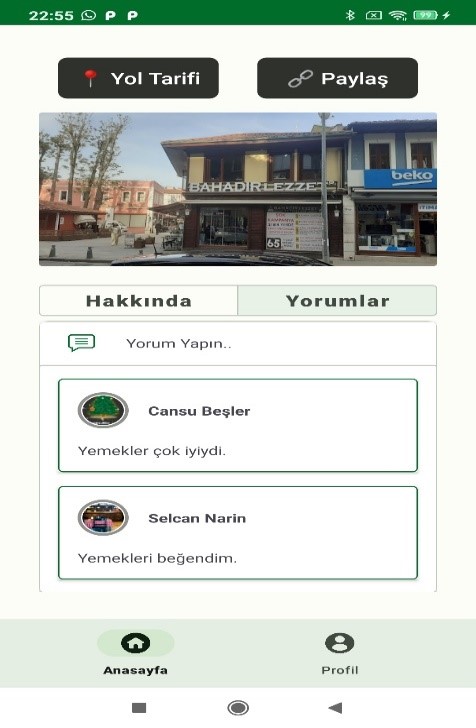 22:55 P P 99
Yol Tarifi
Paylaş
BAHADIR LEZZET
beko
65
Hakkında
Yorumlar
Yorum Yapın..
Cansu Beşler
Yemekler çok iyiydi.
Selcan Narin
Yemekleri beğendim.
Anasayfa
Profil